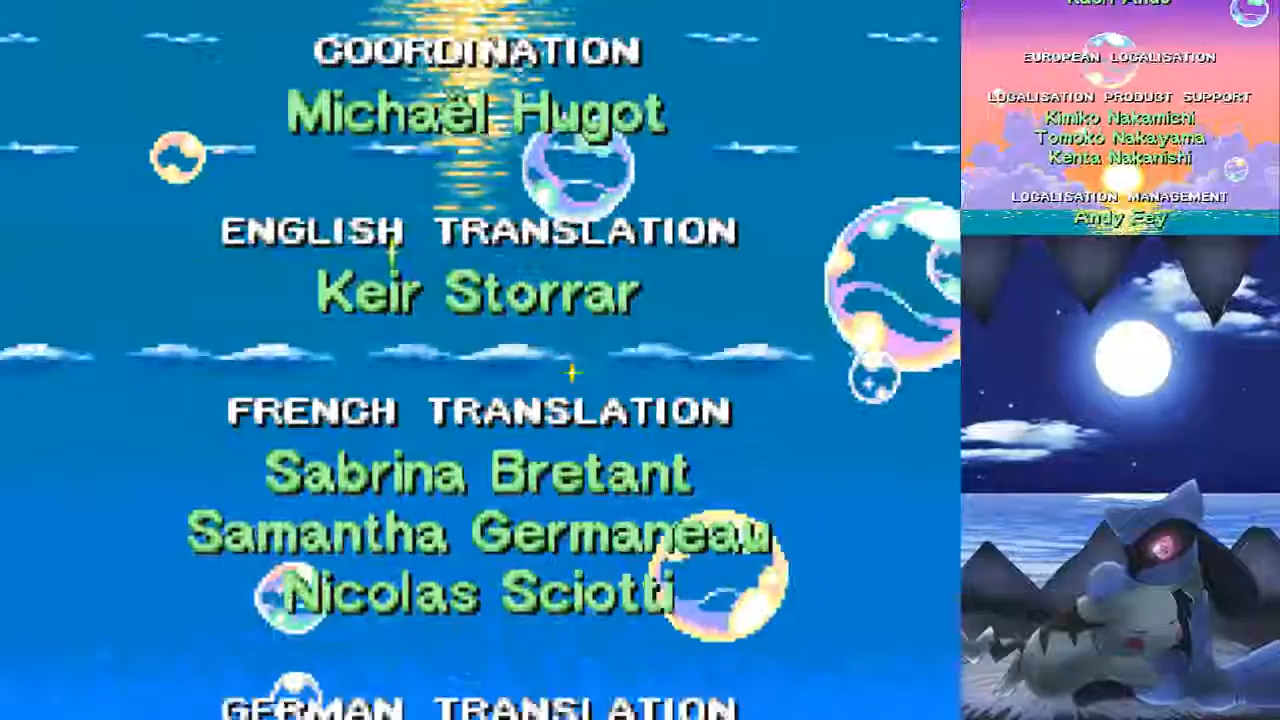 COORDINATION
Michaël Hugot
ENGLISH TRANSLATION
Keir Storrar
FRENCH TRANSLATION
Sabrina Bretant
Samantha Germaneau
Nicolas Sciotti
GERMAN TRANSLATION
EUROPEAN LOCALISATION
LOCALISATION PRODUCT SUPPORT
Kimiko Nakamichi
Tomoko Nakayama
Kenta Nakanishi
LOCALISATION MANAGEMENT
Andy Fey